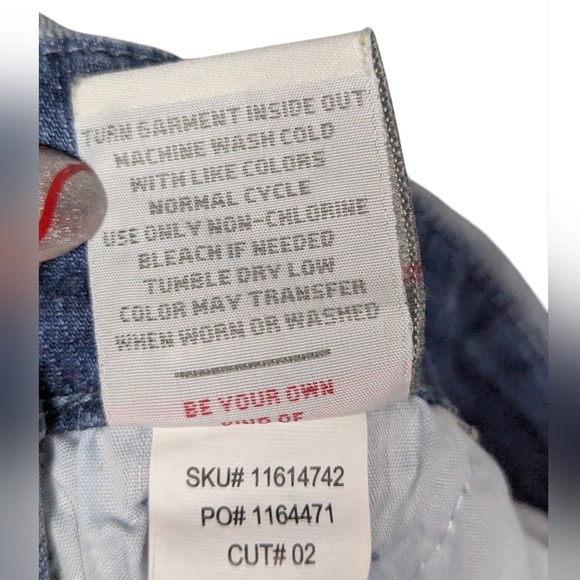 TURN GARMENT INSIDE OUT
MACHINE WASH COLD
WITH LIKE COLORS
NORMAL CYCLE
USE ONLY NON-CHLORINE
BLEACH IF NEEDED
TUMBLE DRY LOW
COLOR MAY TRANSFER
WHEN WORN OR WASHED
BE YOUR OWN
KIND OF
SKU# 11614742
PO# 1164471
CUT# 02